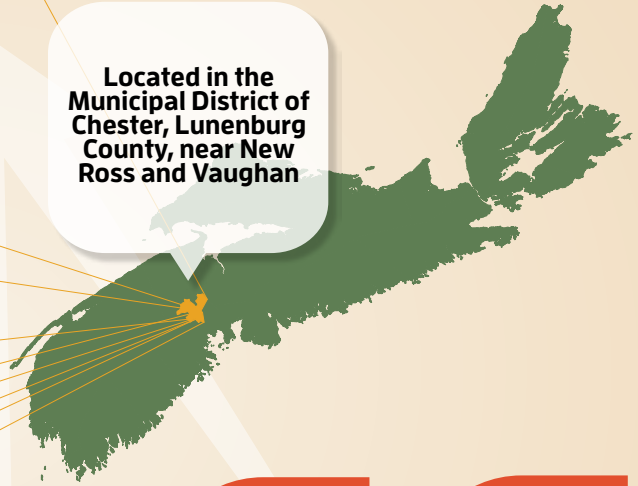 Located in the
Municipal District of
Chester, Lunenburg
County, near New
Ross and Vaughan